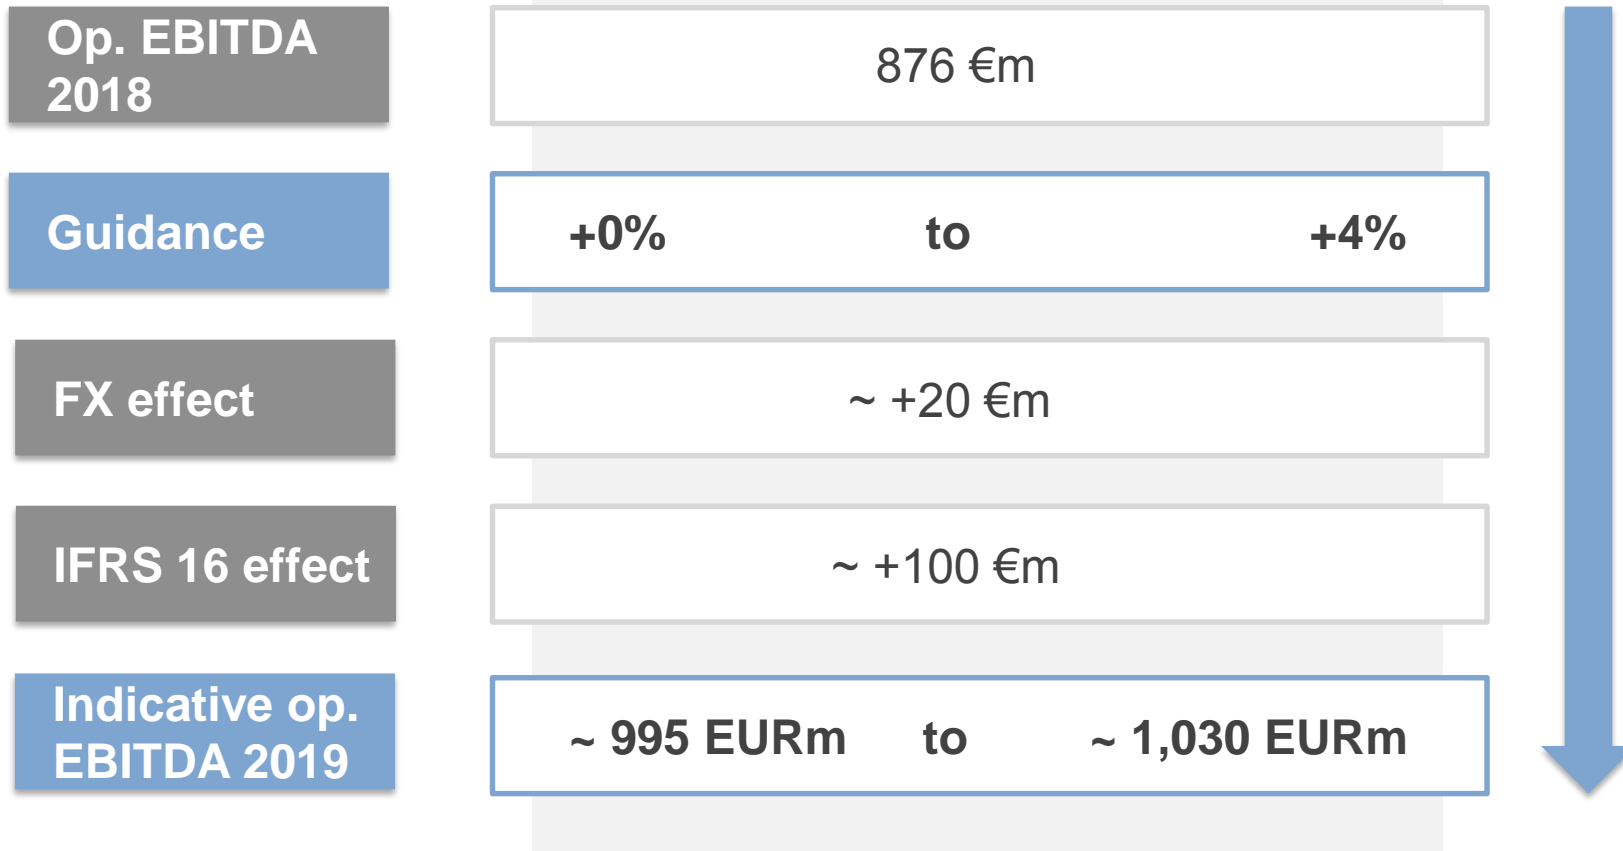 Op. EBITDA
2018
876 €m
Guidance
+0% to +4%
FX effect
~ +20 €m
IFRS 16 effect
~ +100 €m
Indicative op.
EBITDA 2019
~ 995 EURm to ~ 1,030 EURm